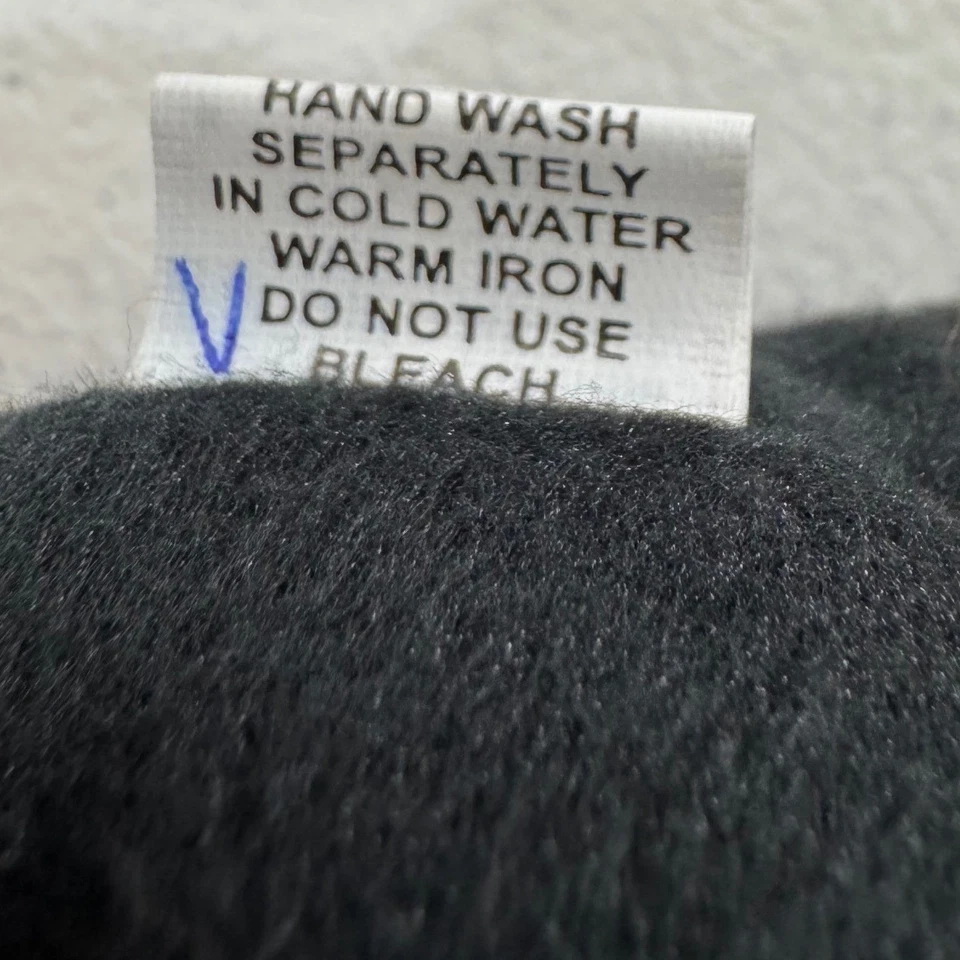 HAND WASH
SEPARATELY
IN COLD WATER
WARM IRON
DO NOT USE
BLEACH
V